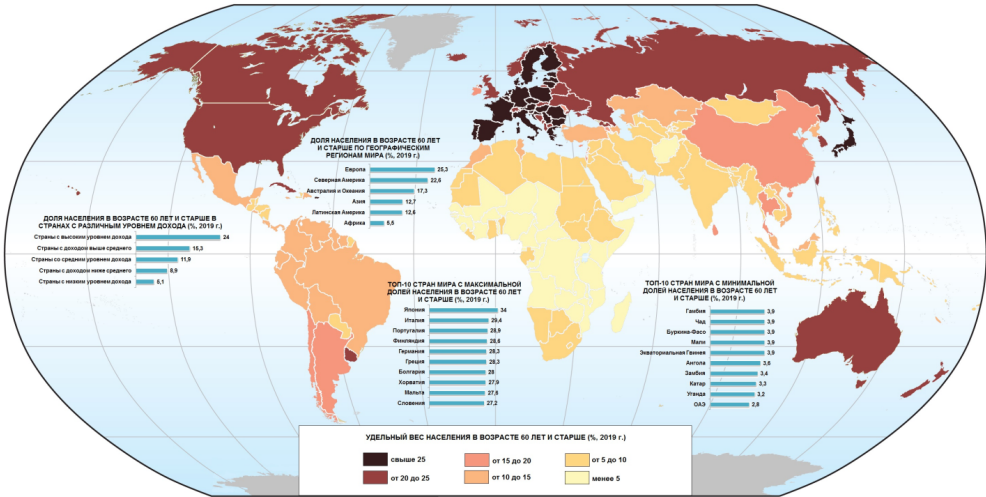 ДОЛЯ НАСЕЛЕНИЯ В ВОЗРАСТЕ 60 ЛЕТ
И СТАРШЕ ПО ГЕОГРАФИЧЕСКИМ
РЕГИОНАМ МИРА (%, 2019 г.)
Европа 25,3
Северная Америка 22,6
Австралия и Океания 17,3
Азия 12,7
Латинская Америка 12,6
Африка 5,5
ДОЛЯ НАСЕЛЕНИЯ В ВОЗРАСТЕ 60 ЛЕТ И СТАРШЕ В
СТРАНАХ С РАЗЛИЧНЫМ УРОВНЕМ ДОХОДА (%, 2019 г.)
Страны с высоким уровнем дохода 24
Страны с доходом выше среднего 15,3
Страны со средним уровнем дохода 11,9
Страны с доходом ниже среднего 8,9
Страны с низким уровнем дохода 5,1
ТОП-10 СТРАН МИРА С МАКСИМАЛЬНОЙ
ДОЛЕЙ НАСЕЛЕНИЯ В ВОЗРАСТЕ 60 ЛЕТ
И СТАРШЕ (%, 2019 г.)
Япония 34
Италия 29,4
Португалия 28,9
Финляндия 28,6
Германия 28,3
Греция 28,3
Болгария 28
Хорватия 27,9
Мальта 27,8
Словения 27,2
ТОП-10 СТРАН МИРА С МИНИМАЛЬНОЙ
ДОЛЕЙ НАСЕЛЕНИЯ В ВОЗРАСТЕ 60 ЛЕТ
И СТАРШЕ (%, 2019 г.)
Гамбия 3,9
Чад 3,9
Буркина-Фасо 3,9
Мали 3,9
Экваториальная Гвинея 3,9
Ангола 3,6
Замбия 3,4
Катар 3,3
Уганда 3,2
ОАЭ 2,8
УДЕЛЬНЫЙ ВЕС НАСЕЛЕНИЯ В ВОЗРАСТЕ 60 ЛЕТ И СТАРШЕ (%, 2019 г.)
свыше 25 от 15 до 20 от 5 до 10
от 20 до 25 от 10 до 15 менее 5